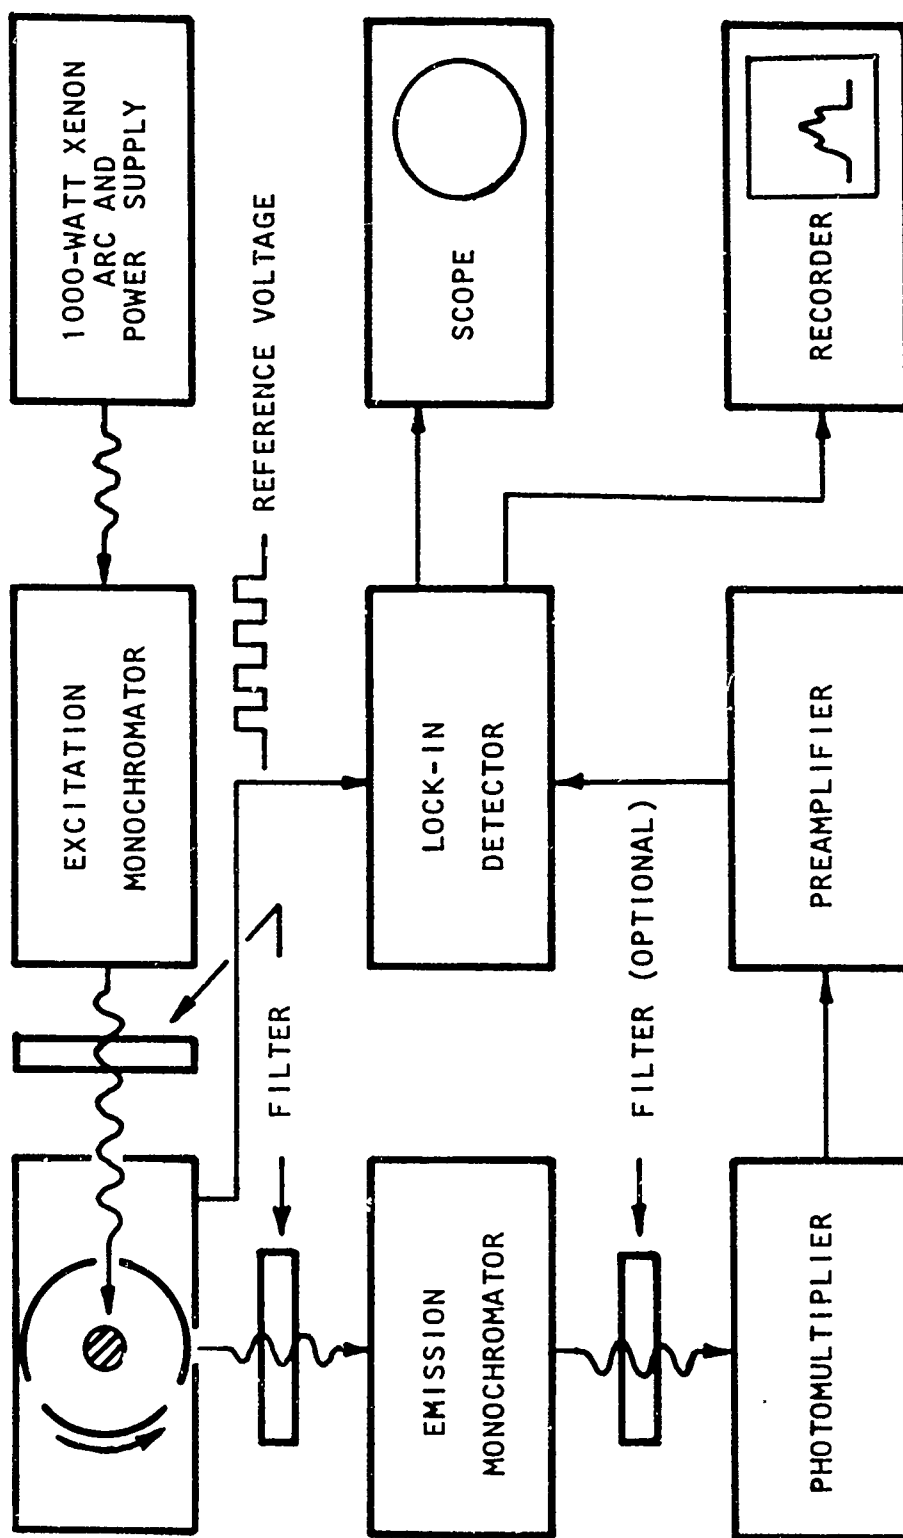 1000-WATT XENON
ARC AND
POWER SUPPLY
EXCITATION
MONOCHROMATOR
REFERENCE VOLTAGE
FILTER
SCOPE
LOCK-IN
DETECTOR
EMISSION
MONOCHROMATOR
FILTER (OPTIONAL)
RECORDER
PREAMPLIFIER
PHOTOMULTIPLIER